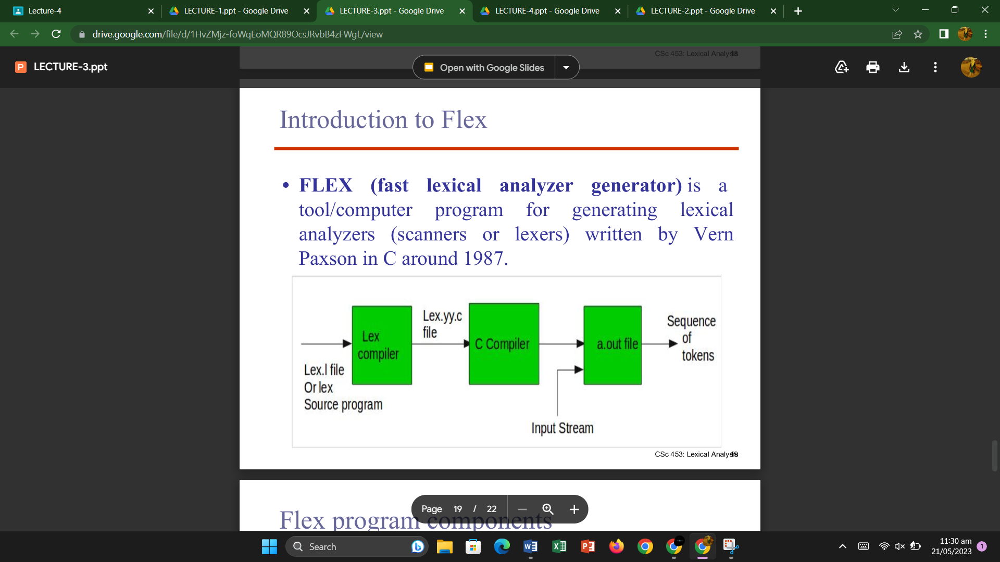 Lecture-4
LECTURE-1.ppt - Google Drive
LECTURE-3.ppt - Google Drive
LECTURE-4.ppt - Google Drive
LECTURE-2.ppt - Google Drive
drive.google.com/file/d/1HvZMjz-foWqEoMQR89OcsJRvbB4zFWgL/view
CSc 453: Lexical Analysis
18
P
LECTURE-3.ppt
Open with Google Slides
Introduction to Flex
• FLEX (fast lexical analyzer generator) is a
tool/computer program for generating lexical
analyzers (scanners or lexers) written by Vern
Paxson in C around 1987.
Lex
compiler
Lex.yy.c
file
C Compiler
a.out file
Sequence
of
tokens
Lex.l file
Or lex
Source program
Input Stream
CSc 453: Lexical Analysis
19
Flex program components
Page 19 / 22
Search
11:30 am
21/05/2023
1